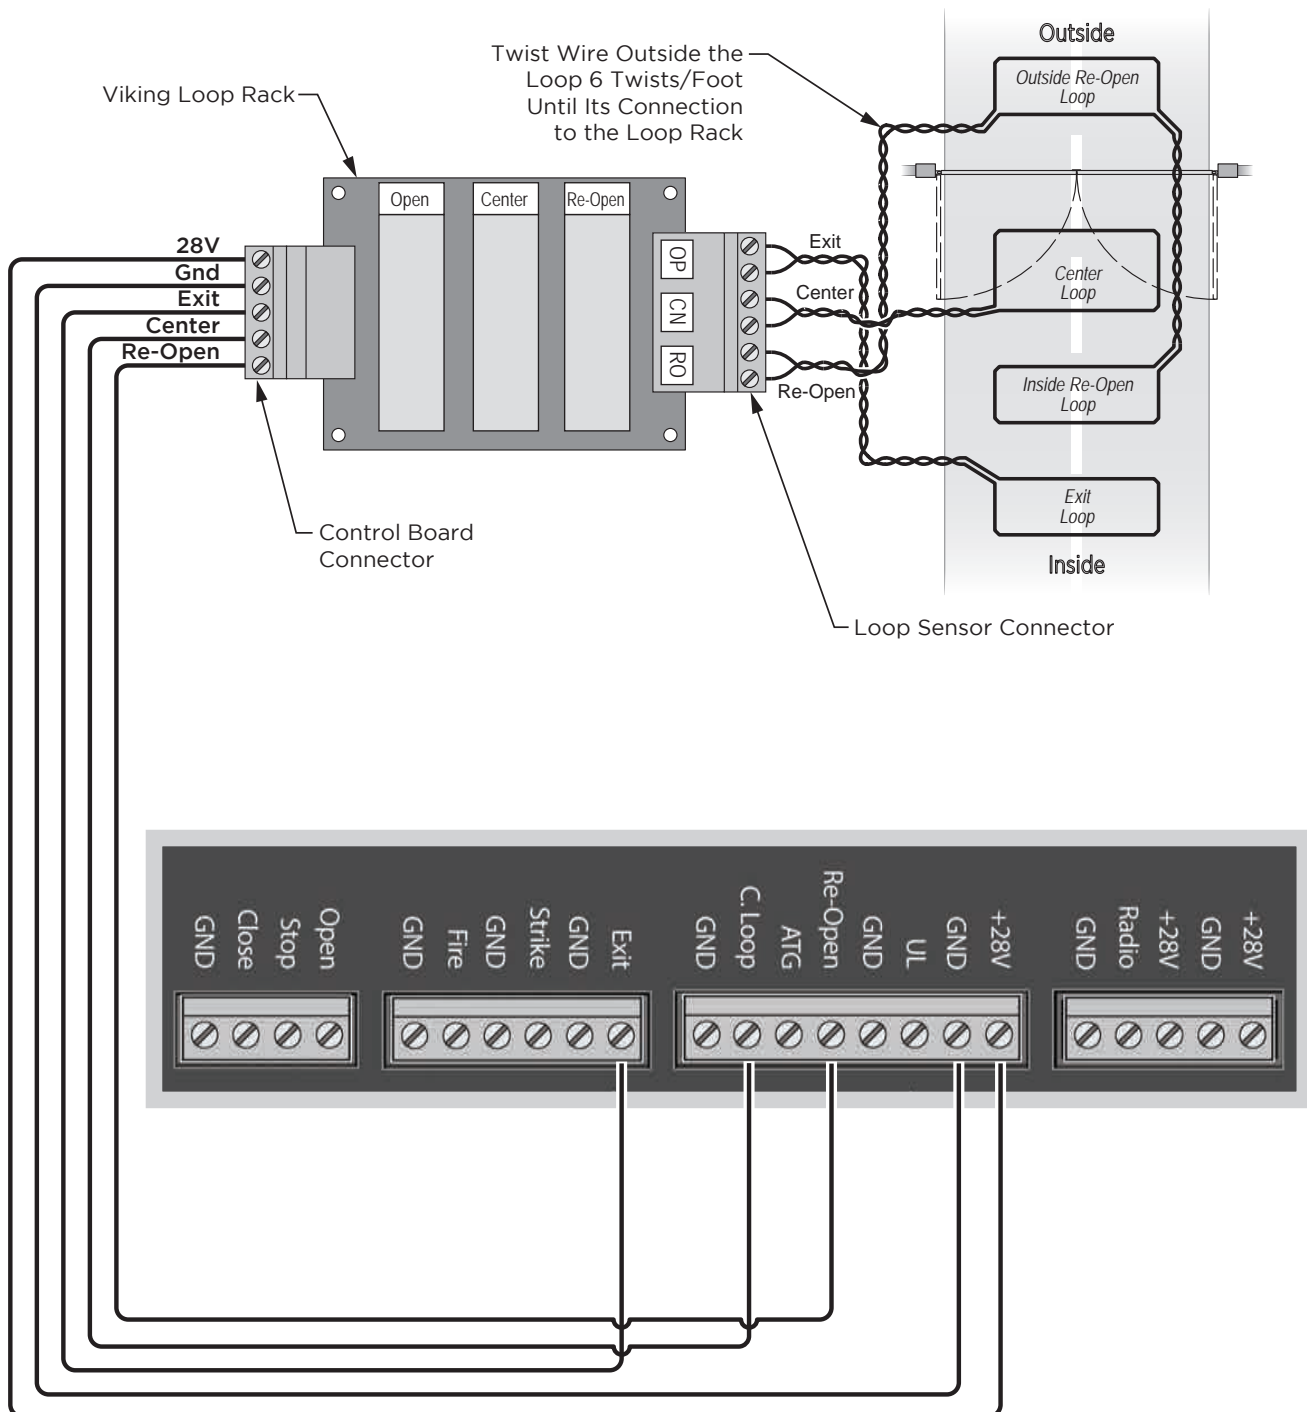 Outside
Twist Wire Outside the
Loop 6 Twists/Foot
Until Its Connection
to the Loop Rack
Outside Re-Open
Loop
Viking Loop Rack
Open
Center
Re-Open
28V
Gnd
Exit
Center
Re-Open
OP
CN
RO
Exit
Center
Re-Open
Center
Loop
Inside Re-Open
Loop
Exit
Loop
Inside
Control Board
Connector
Loop Sensor Connector
GND
Close
Stop
Open
GND
Fire
GND
Strike
GND
Exit
GND
C. Loop
ATG
Re-Open
GND
UL
GND
+28V
GND
Radio
+28V
GND
+28V